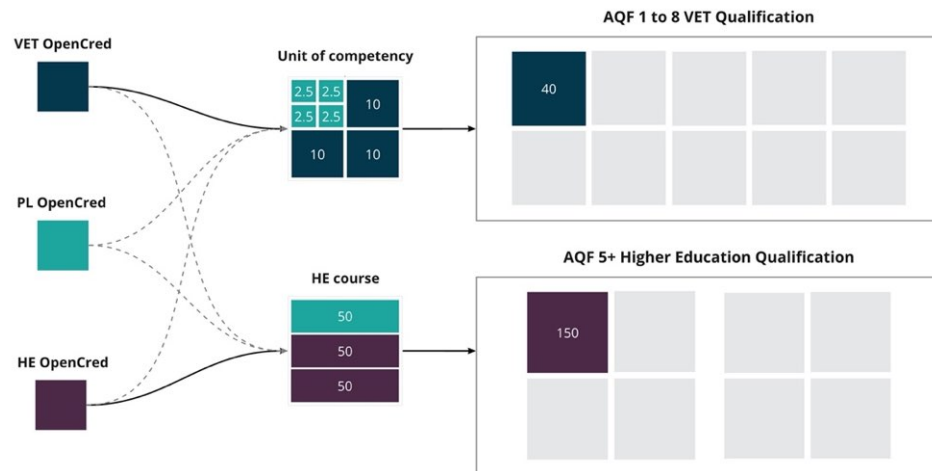 AQF 1 to 8 VET Qualification
VET OpenCred
Unit of competency
2.5 2.5
10
40
2.5 2.5
10 10
PL OpenCred
AQF 5+ Higher Education Qualification
HE course
50
150
50
HE OpenCred
50